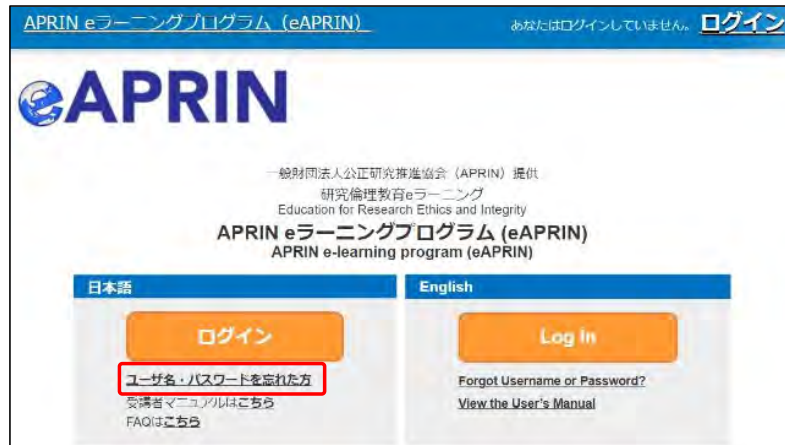 APRIN eラーニングプログラム（eAPRIN）
あなたはログインしていません。ログイン
eAPRIN
一般財団法人公正研究推進協会（APRIN）提供
研究倫理教育eラーニング
Education for Research Ethics and Integrity
APRIN eラーニングプログラム (eAPRIN)
APRIN e-learning program (eAPRIN)
日本語
ログイン
ユーザ名・パスワードを忘れた方
受講者マニュアルはこちら
FAQはこちら
English
Log In
Forgot Username or Password?
View the User's Manual